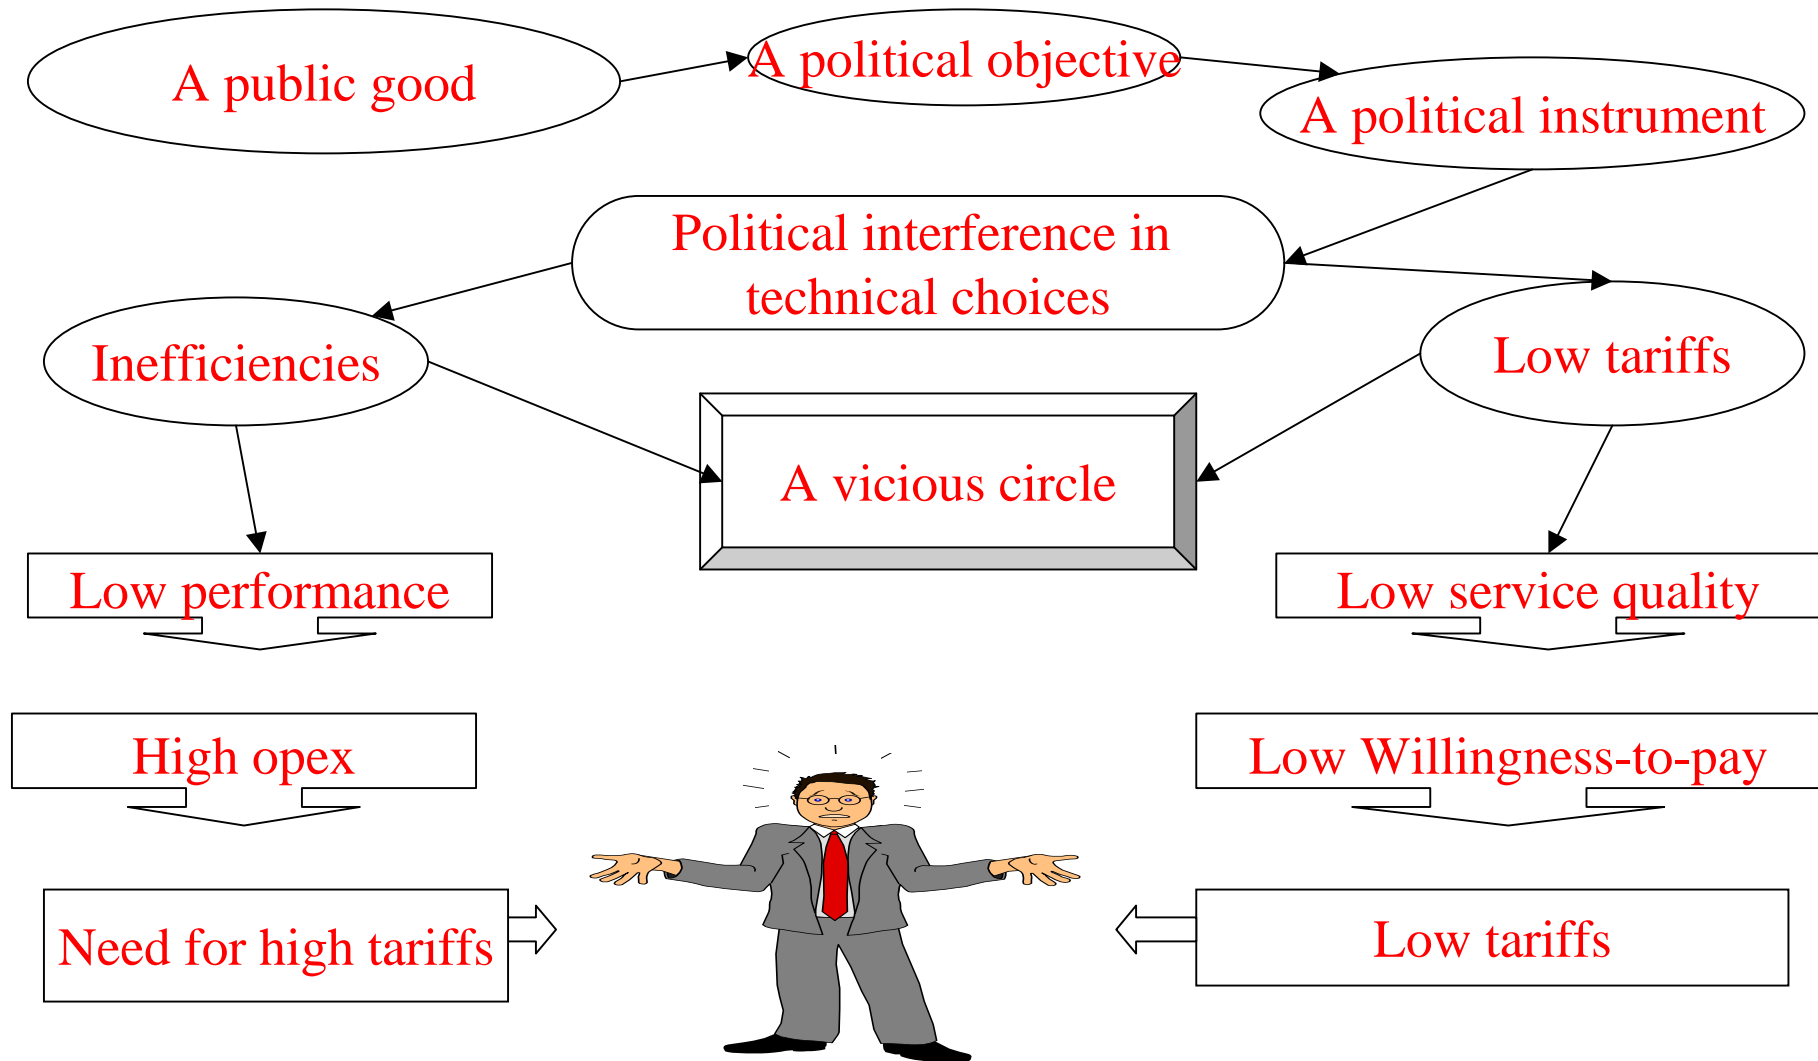 A public good
A political objective
A political instrument
Political interference in
technical choices
Inefficiencies
Low tariffs
A vicious circle
Low performance
Low service quality
High opex
Low Willingness-to-pay
Need for high tariffs
Low tariffs